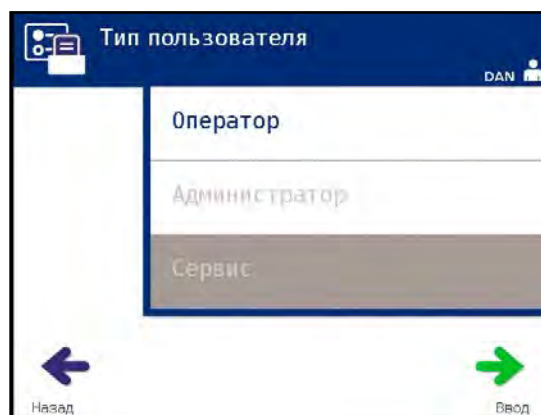 Тип пользователя
DAN
Оператор
Администратор
Сервис
Назад
Ввод